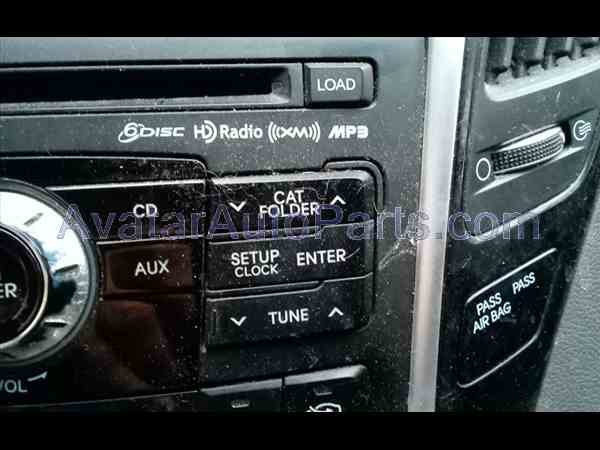 LOAD
6DISC HD Radio ((XM)) MP3
CD
CAT
FOLDER
AvatarAutoParts.com
AUX
SETUP
CLOCK
ENTER
TUNE
VOL
PASS
AIR BAG
PASS